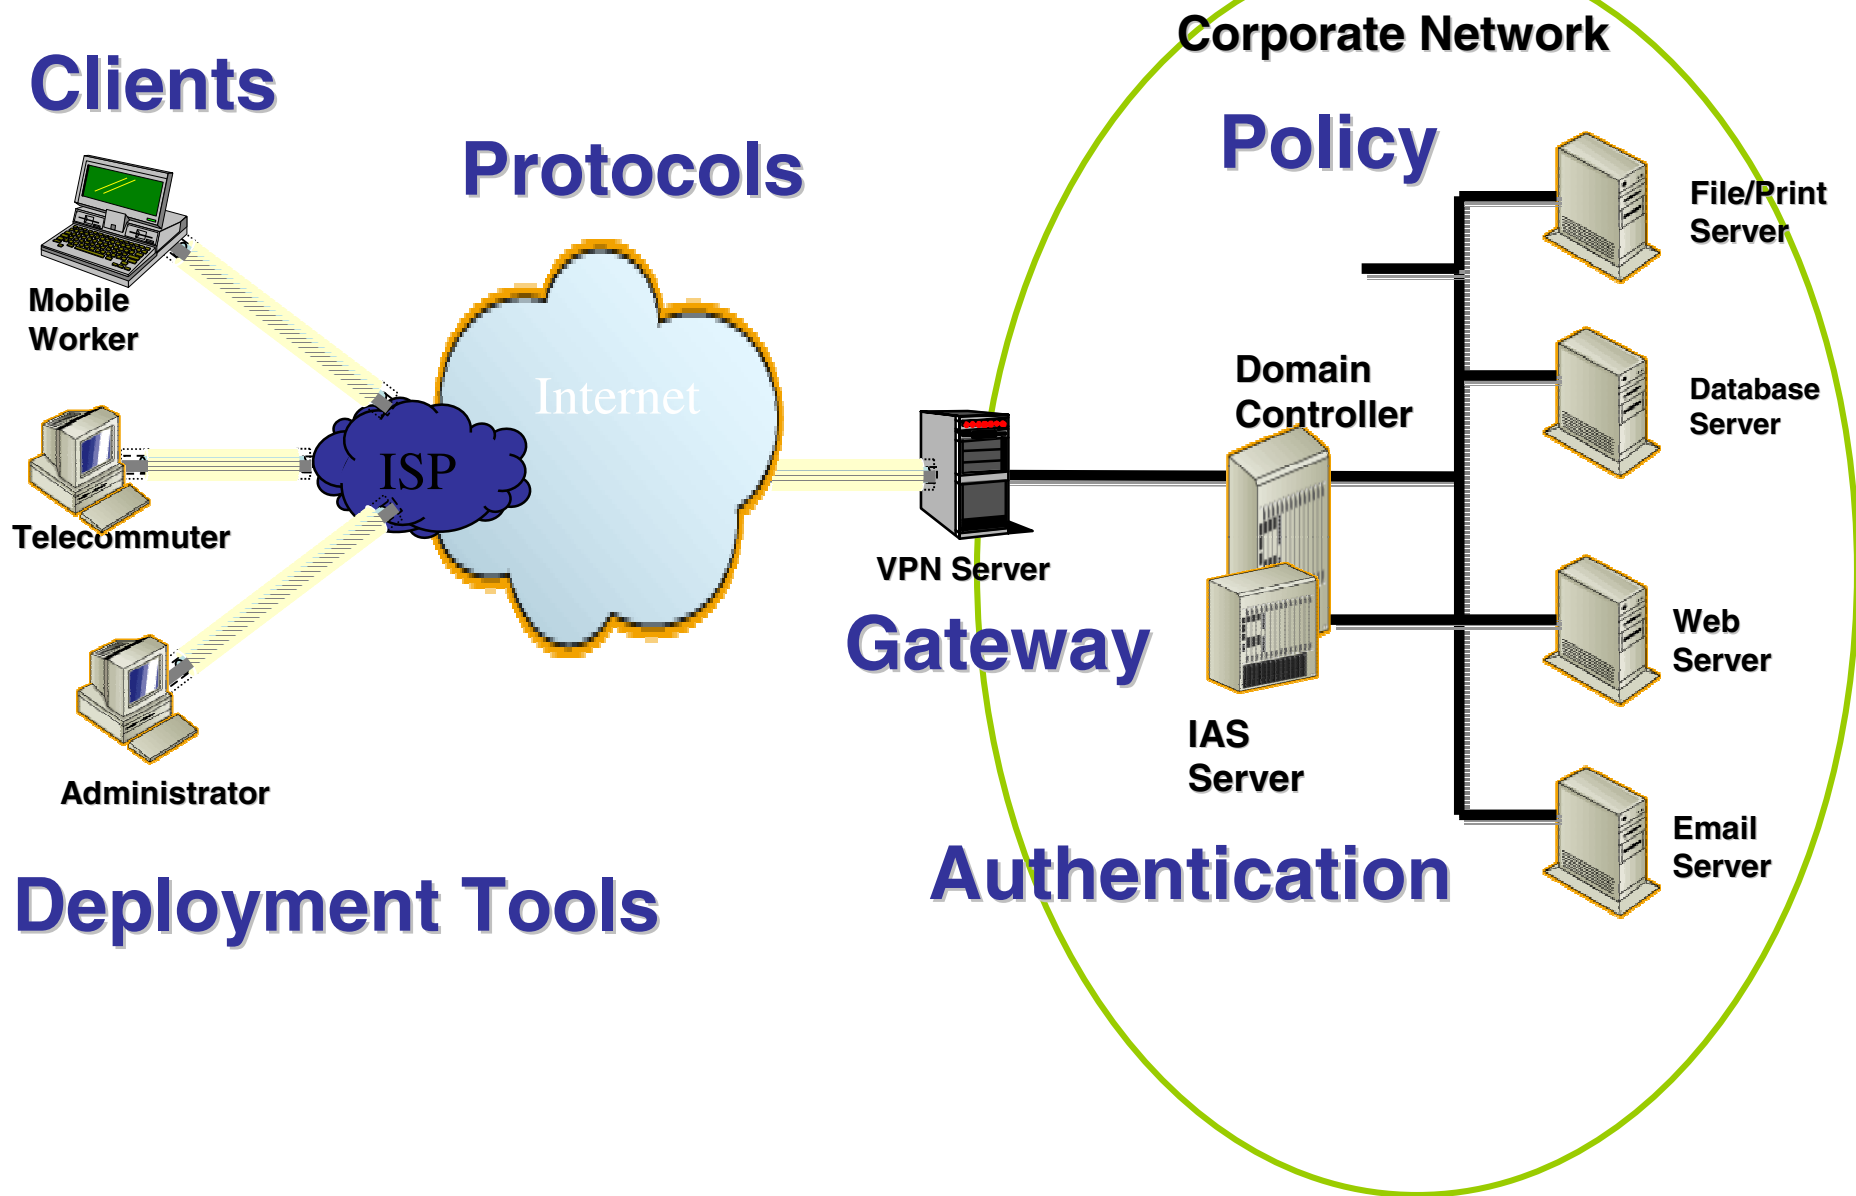 Corporate Network
Clients
Policy
Protocols
File/Print
Server
Mobile
Worker
Internet
Domain
Controller
Database
Server
ISP
Telecommuter
VPN Server
Gateway
Web
Server
IAS
Server
Administrator
Email
Server
Authentication
Deployment Tools